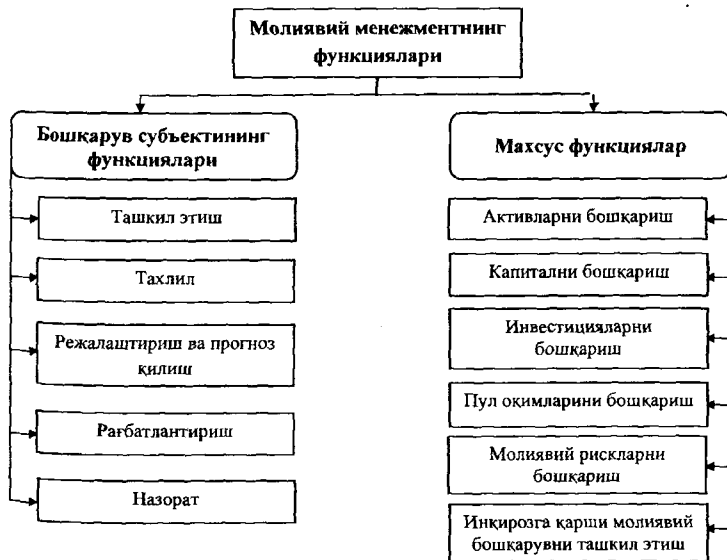 Молиявий менежментнинг
функциялари
Бошқарув субъектининг
функциялари
Ташкил этиш
Тахлил
Режалаштириш ва прогноз
қилиш
Рағбатлантириш
Назорат
Махсус функциялар
Активларни бошқариш
Капитални бошқариш
Инвестицияларни
бошқариш
Пул оқимларини бошқариш
Молиявий рискларни
бошқариш
Инқирозга қарши молиявий
бошқарувни ташкил этиш